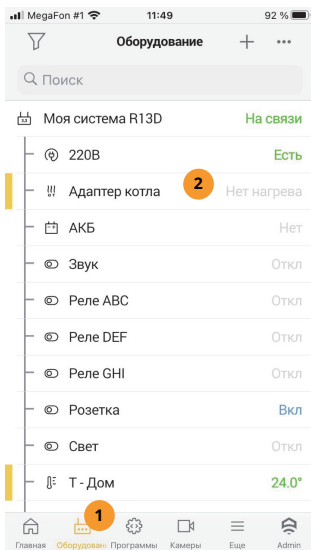 MegaFon #1 11:49 92 %
Оборудование
Поиск
Моя система R13D На связи
220В Есть
Адаптер котла 2 Нет нагрева
АКБ Нет
Звук Откл
Реле ABC Откл
Реле DEF Откл
Реле GHI Откл
Розетка Вкл
Свет Откл
Т - Дом 24.0°
1
Главная Оборудован: Программы Камеры Еще Admin